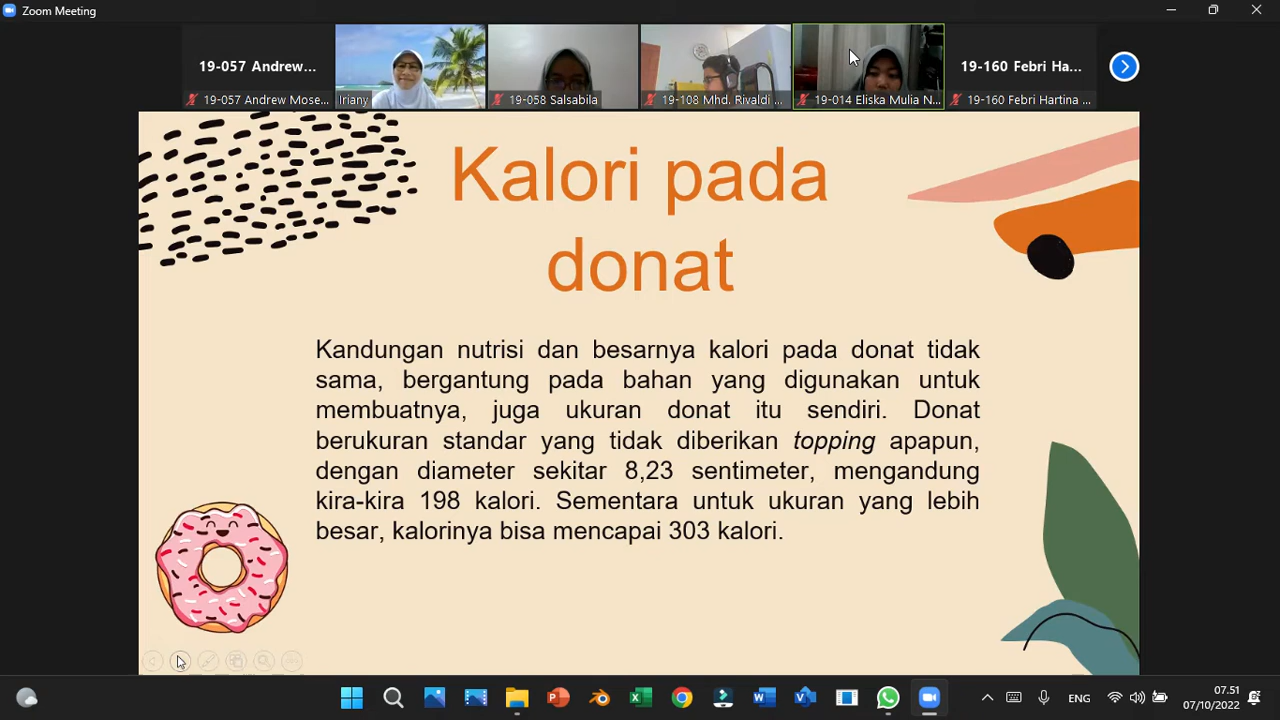 Zoom Meeting
19-057 Andrew...
19-160 Febri Ha...
19-057 Andrew Mose...
Iriany
19-058 Salsabila
19-108 Mhd. Rivaldi ...
19-014 Eliska Mulia N...
19-160 Febri Hartina ...
Kalori pada
donat
Kandungan nutrisi dan besarnya kalori pada donat tidak
sama, bergantung pada bahan yang digunakan untuk
membuatnya, juga ukuran donat itu sendiri. Donat
berukuran standar yang tidak diberikan topping apapun,
dengan diameter sekitar 8,23 sentimeter, mengandung
kira-kira 198 kalori. Sementara untuk ukuran yang lebih
besar, kalorinya bisa mencapai 303 kalori.
ENG
07.51
07/10/2022